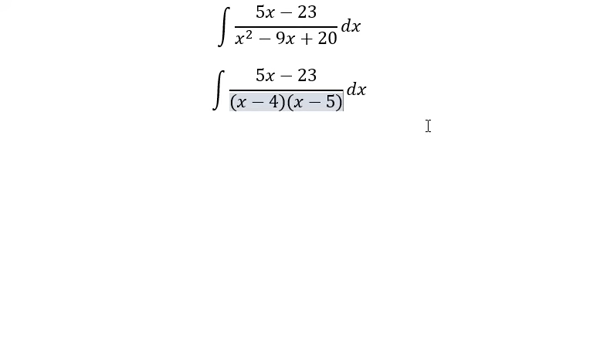 ∫ (5x − 23)/(x² − 9x + 20) dx
∫ (5x − 23)/((x − 4)(x − 5)) dx